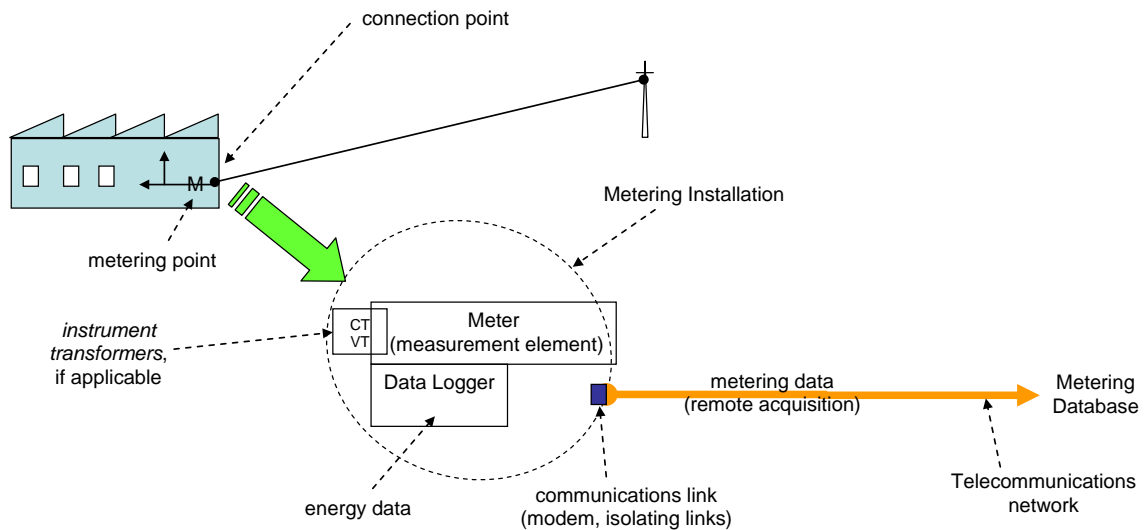 connection point
M
Metering Installation
metering point
instrument
transformers,
if applicable
CT
VT
Meter
(measurement element)
Data Logger
metering data
(remote acquisition)
Metering
Database
energy data
communications link
(modem, isolating links)
Telecommunications
network